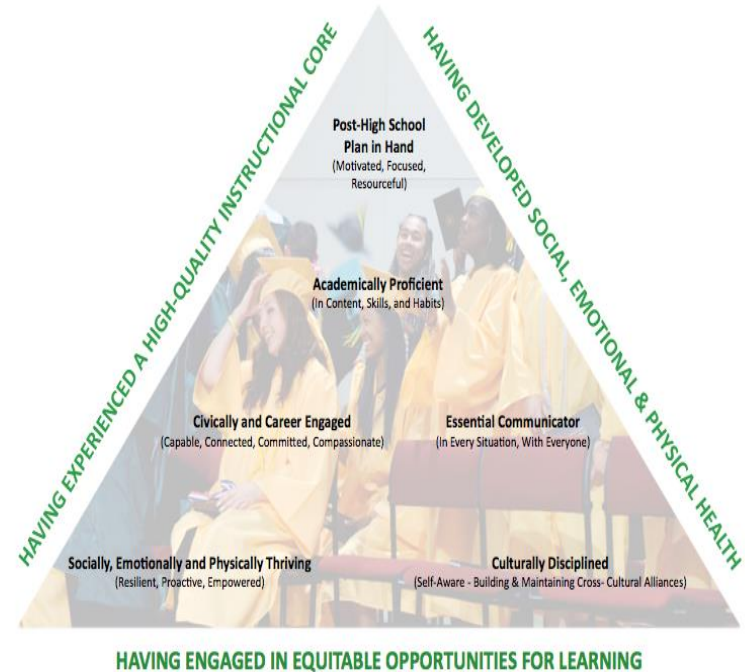 HAVING EXPERIENCED A HIGH-QUALITY INSTRUCTIONAL CORE
HAVING DEVELOPED SOCIAL, EMOTIONAL & PHYSICAL HEALTH
Post-High School
Plan in Hand
(Motivated, Focused,
Resourceful)
Academically Proficient
(In Content, Skills, and Habits)
Civically and Career Engaged
(Capable, Connected, Committed, Compassionate)
Essential Communicator
(In Every Situation, With Everyone)
Socially, Emotionally and Physically Thriving
(Resilient, Proactive, Empowered)
Culturally Disciplined
(Self-Aware - Building & Maintaining Cross- Cultural Alliances)
HAVING ENGAGED IN EQUITABLE OPPORTUNITIES FOR LEARNING